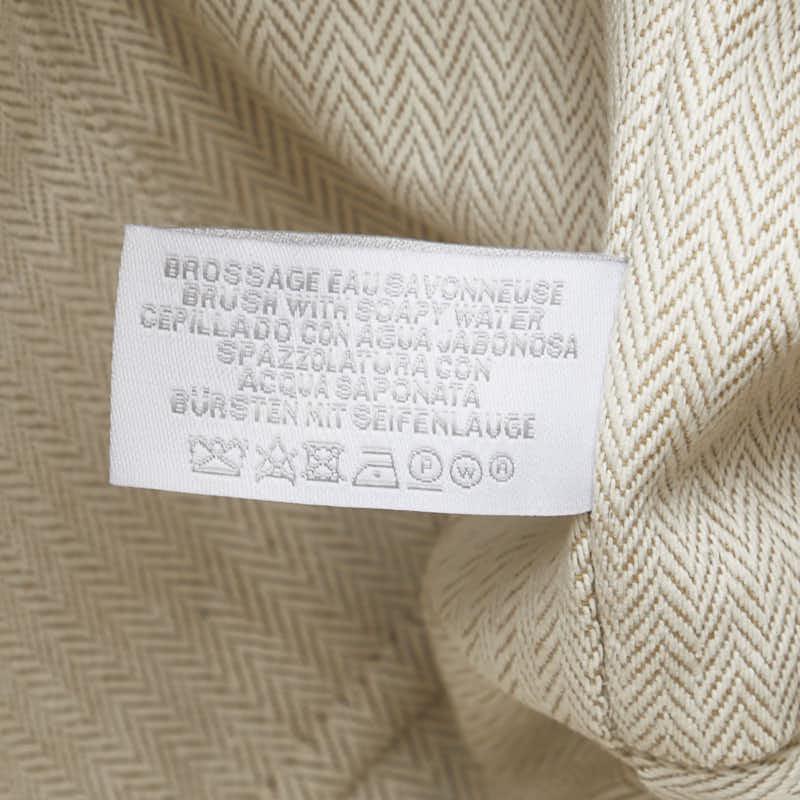 BROSSAGE EAU SAVONNEUSE
BRUSH WITH SOAPY WATER
CEPILLADO CON AGUA JABONOSA
SPAZZOLATURA CON
ACQUA SAPONATA
BÜRSTEN MIT SEIFENLAUGE
P W R